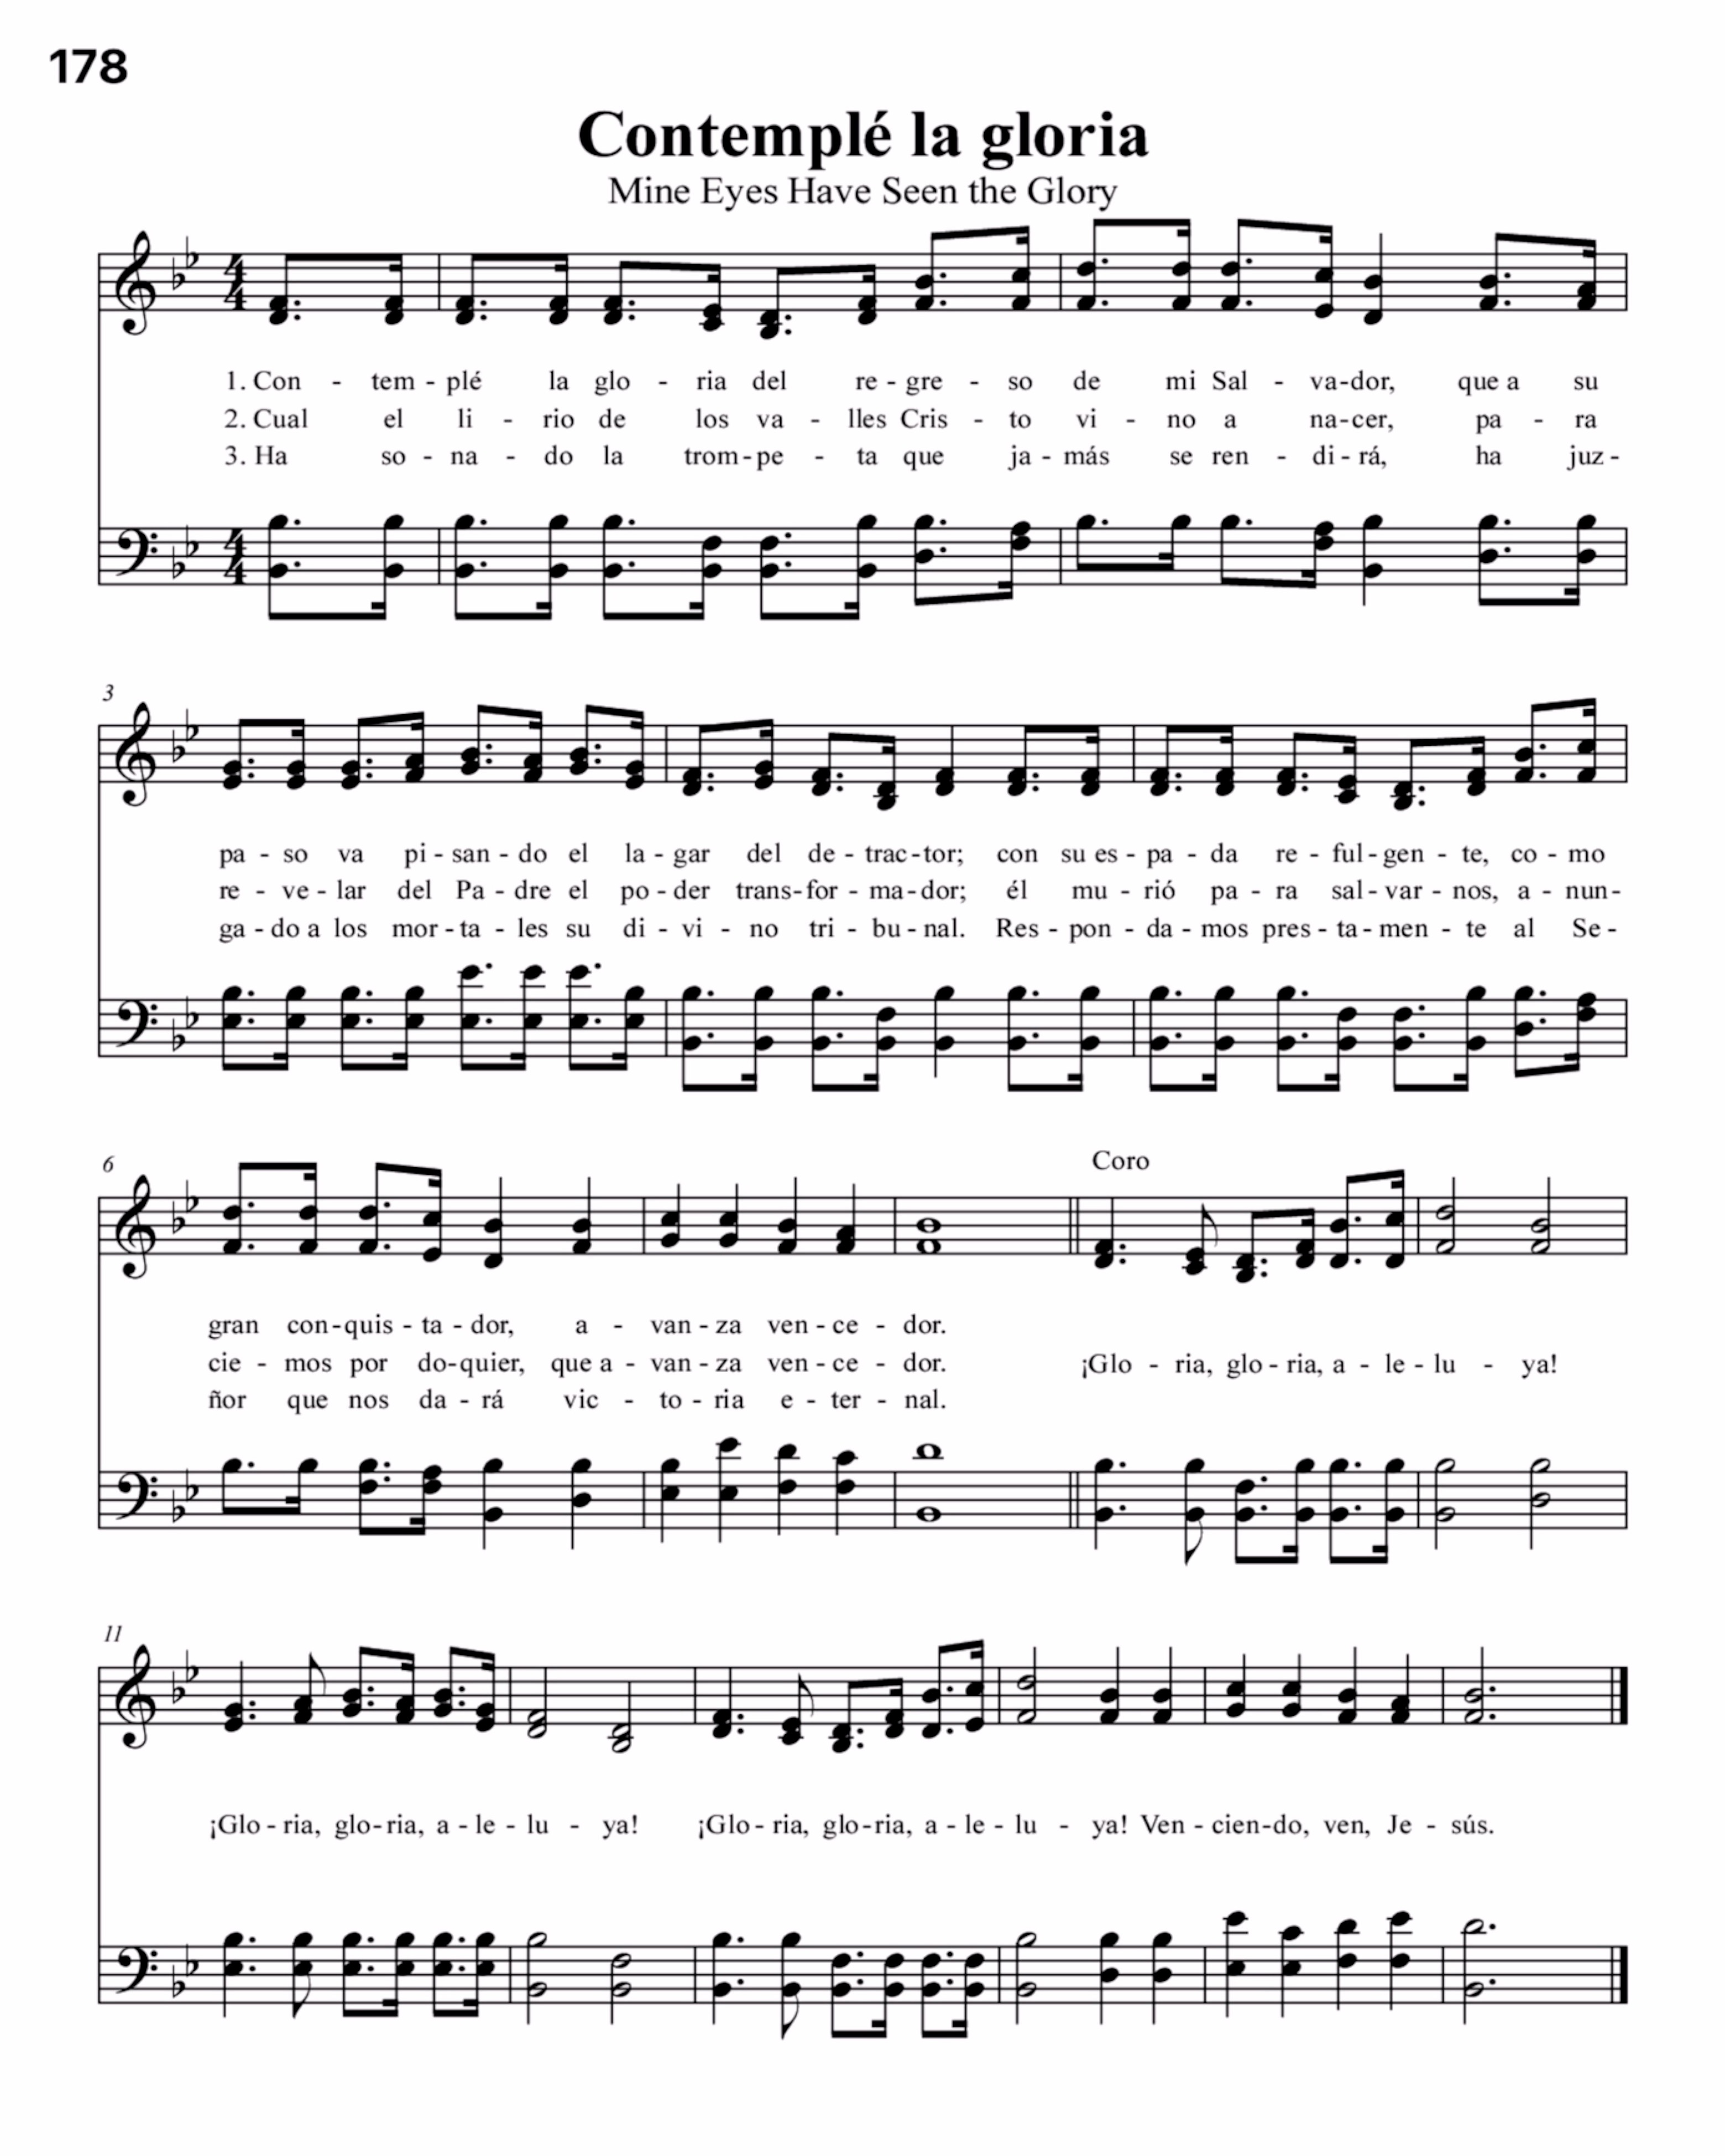 178
Contemplé la gloria
Mine Eyes Have Seen the Glory
4 4
1. Con - tem - plé la glo - ria del re - gre - so de mi Sal - va - dor, que a su
2. Cual el li - rio de los va - lles Cris - to vi - no a na - cer, pa - ra
3. Ha so - na - do la trom - pe - ta que ja - más se ren - di - rá, ha juz -
4 4
3
pa - so va pi - san - do el la - gar del de - trac - tor; con su es - pa - da re - ful - gen - te, co - mo
re - ve - lar del Pa - dre el po - der trans - for - ma - dor; él mu - rió pa - ra sal - var - nos, a - nun -
ga - do a los mor - ta - les su di - vi - no tri - bu - nal. Res - pon - da - mos pres - ta - men - te al Se -
6
Coro
gran con - quis - ta - dor, a - van - za ven - ce - dor.
cie - mos por do - quier, que a - van - za ven - ce - dor. ¡Glo - ria, glo - ria, a - le - lu - ya!
ñor que nos da - rá vic - to - ria e - ter - nal.
11
¡Glo - ria, glo - ria, a - le - lu - ya! ¡Glo - ria, glo - ria, a - le - lu - ya! Ven - cien - do, ven, Je - sús.